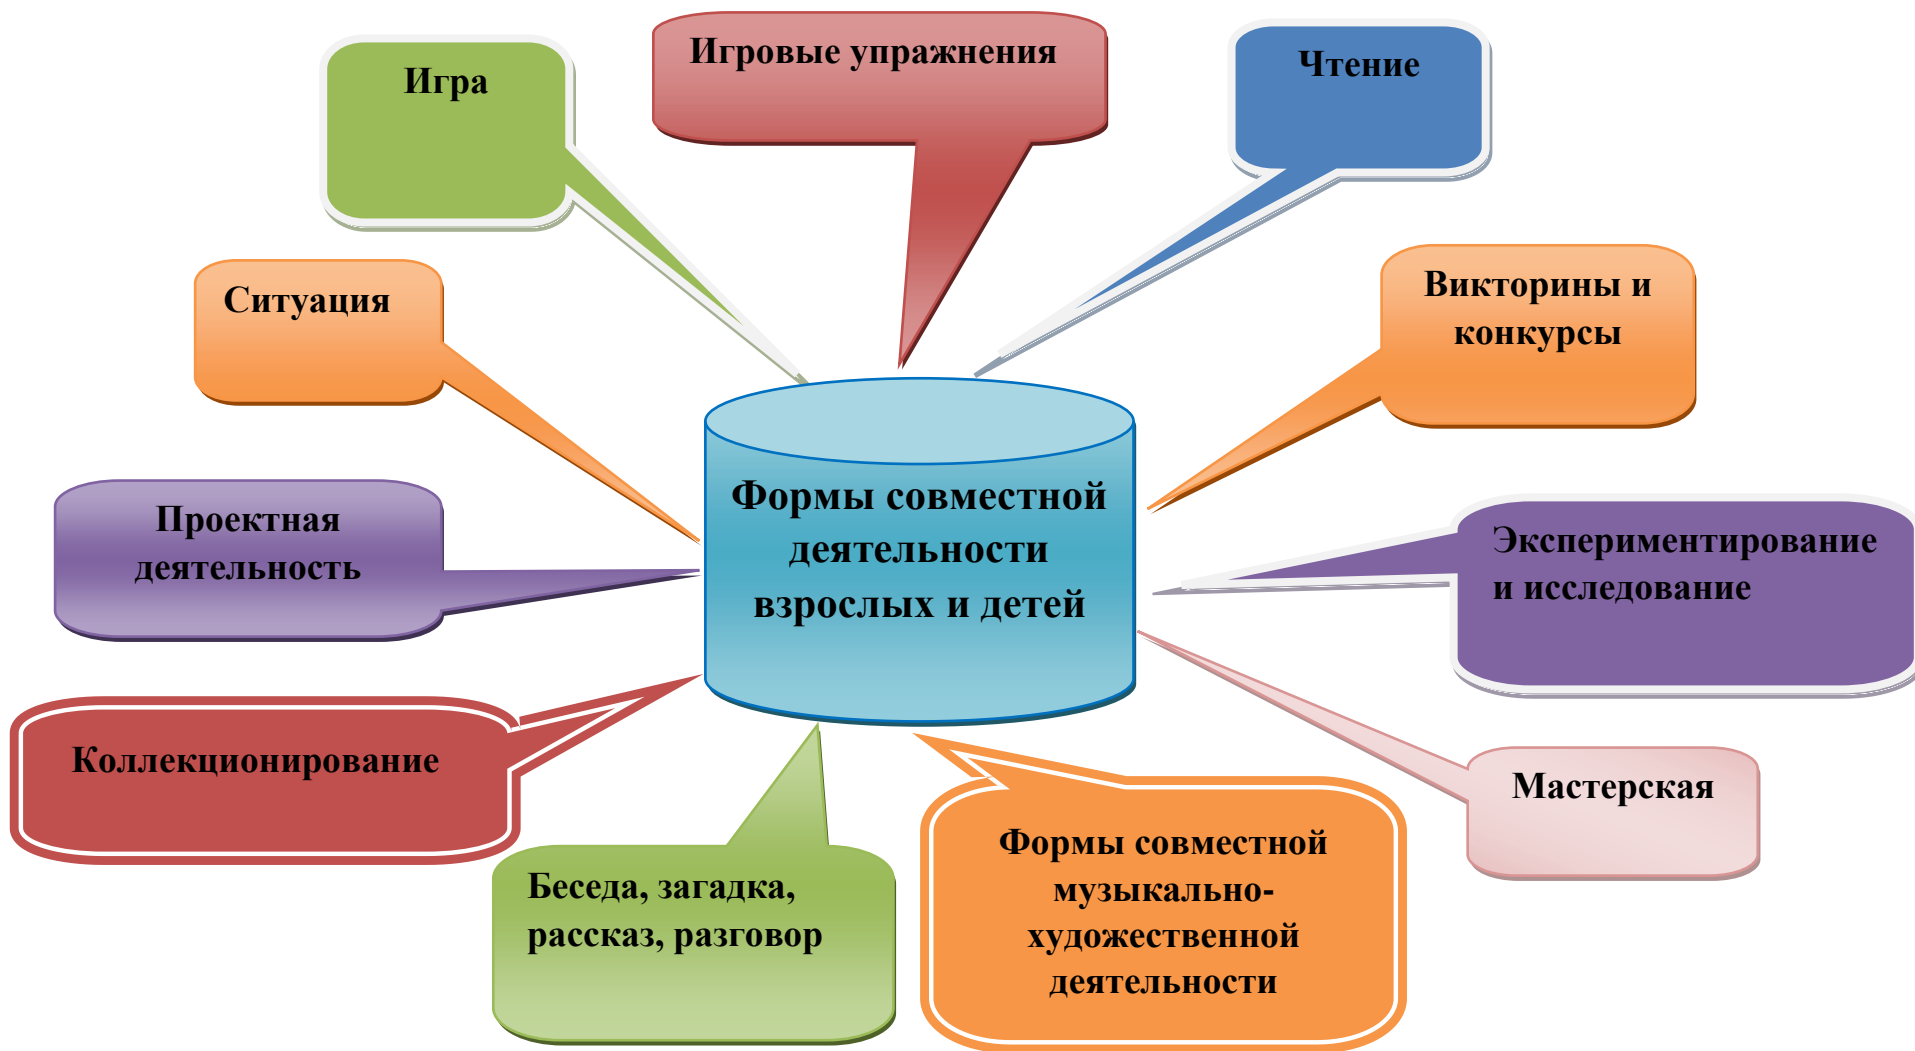 Игра
Игровые упражнения
Чтение
Ситуация
Викторины и
конкурсы
Формы совместной
деятельности
взрослых и детей
Проектная
деятельность
Экспериментирование
и исследование
Коллекционирование
Мастерская
Беседа, загадка,
рассказ, разговор
Формы совместной
музыкально-
художественной
деятельности